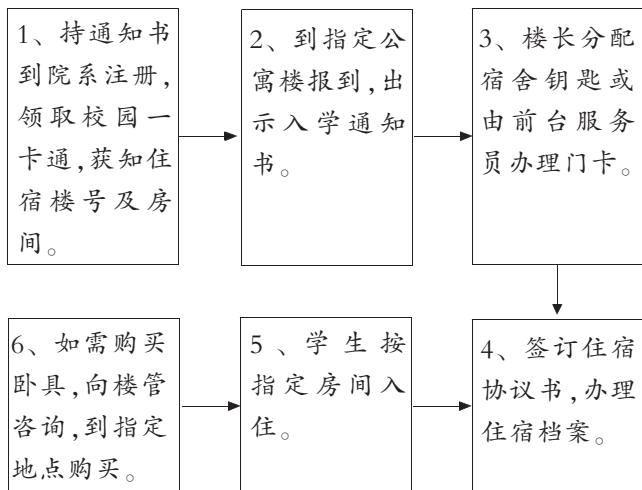 1、持通知书
到院系注册,
领取校园一
卡通,获知住
宿楼号及房
间。
2、到指定公
寓楼报到,出
示入学通知
书。
3、楼长分配
宿舍钥匙或
由前台服务
员办理门卡。
4、签订住宿
协议书,办理
住宿档案。
5、学生按
指定房间入
住。
6、如需购买
卧具,向楼管
咨询,到指定
地点购买。